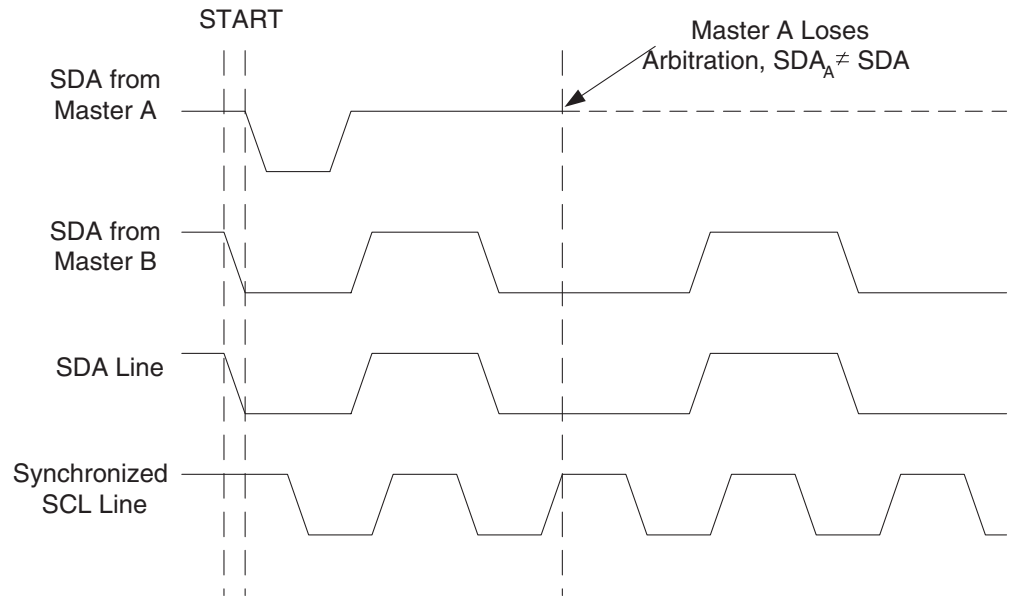 START
Master A Loses
Arbitration, SDA_A ≠ SDA
SDA from
Master A
SDA from
Master B
SDA Line
Synchronized
SCL Line